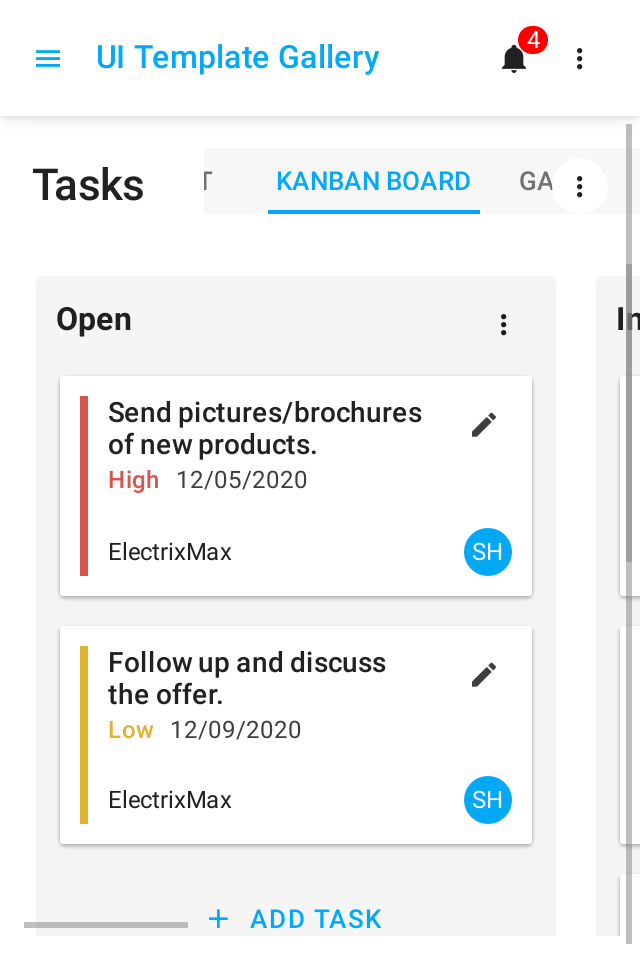 UI Template Gallery
4
Tasks
T
KANBAN BOARD
GA
Open
In
Send pictures/brochures
of new products.
High 12/05/2020
ElectrixMax
SH
Follow up and discuss
the offer.
Low 12/09/2020
ElectrixMax
SH
+ ADD TASK